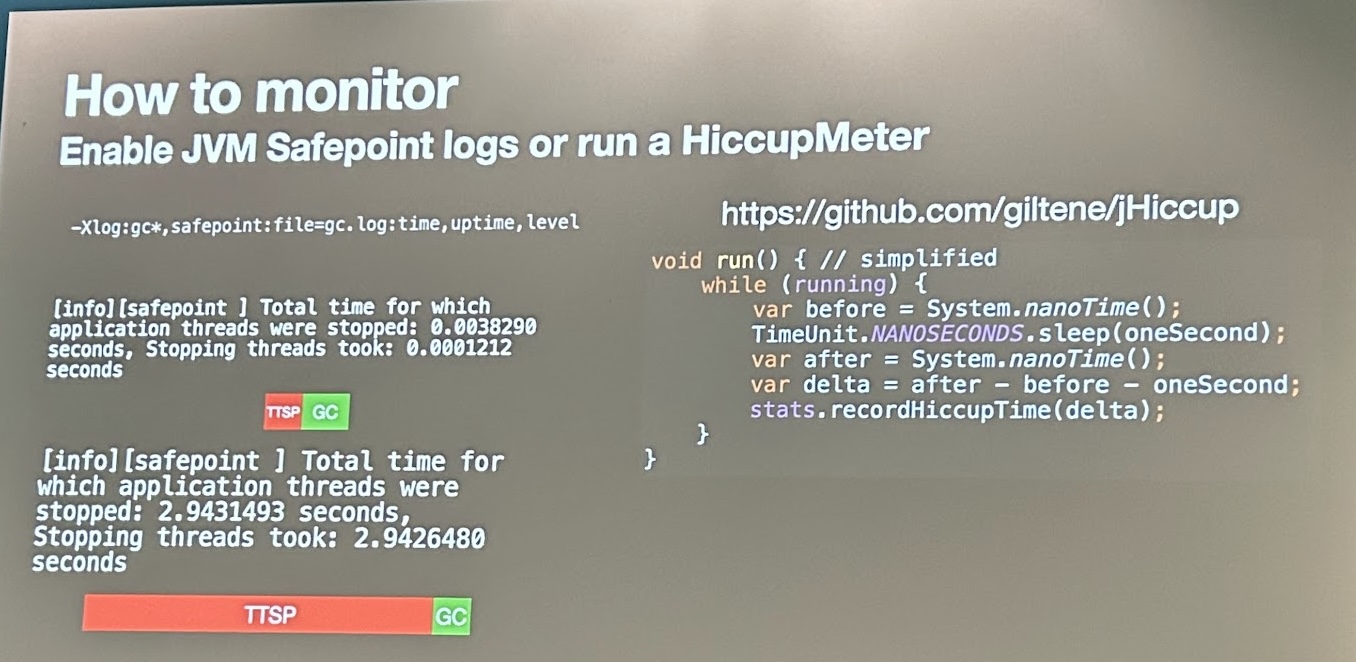 How to monitor
Enable JVM Safepoint logs or run a HiccupMeter
-Xlog:gc*,safepoint:file=gc.log:time,uptime,level
[info][safepoint ] Total time for which
application threads were stopped: 0.0038290
seconds, Stopping threads took: 0.0001212
seconds
TTSP GC
[info][safepoint ] Total time for
which application threads were
stopped: 2.9431493 seconds,
Stopping threads took: 2.9426480
seconds
TTSP GC
https://github.com/giltene/jHiccup
void run() { // simplified
    while (running) {
        var before = System.nanoTime();
        TimeUnit.NANOSECONDS.sleep(oneSecond);
        var after = System.nanoTime();
        var delta = after - before - oneSecond;
        stats.recordHiccupTime(delta);
    }
}